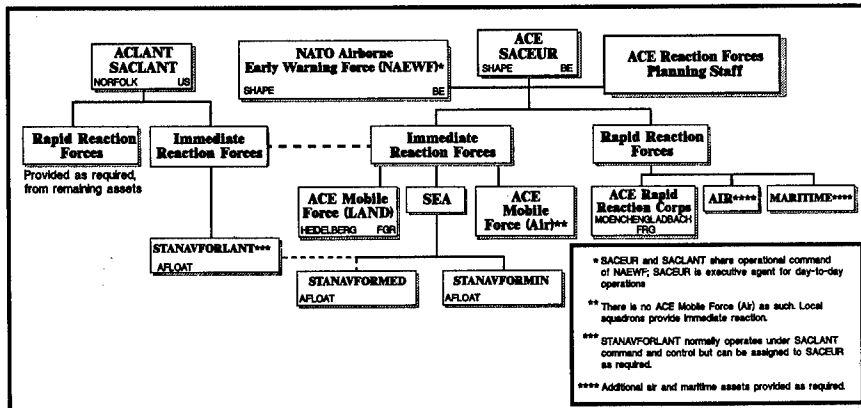 ACLANT
SACLANT
NORFOLK US
NATO Airborne
Early Warning Force (NAEWF)*
SHAPE BE
ACE
SACEUR
SHAPE BE
ACE Reaction Forces
Planning Staff
Rapid Reaction
Forces
Provided as required,
from remaining assets
Immediate
Reaction Forces
Immediate
Reaction Forces
Rapid Reaction
Forces
ACE Mobile
Force (LAND)
HEIDELBERG FGR
SEA
ACE
Mobile
Force (Air)**
ACE Rapid
Reaction Corps
MOENCHENGLADBACH
FRG
AIR****
MARITIME****
STANAVFORLANT***
AFLOAT
STANAVFORMED
AFLOAT
STANAVFORMIN
AFLOAT
* SACEUR and SACLANT share operational command
of NAEWF; SACEUR is executive agent for day-to-day
operations
** There is no ACE Mobile Force (Air) as such. Local
squadrons provide immediate reaction.
*** STANAVFORLANT normally operates under SACLANT
command and control but can be assigned to SACEUR
as required.
**** Additional air and maritime assets provided as required.